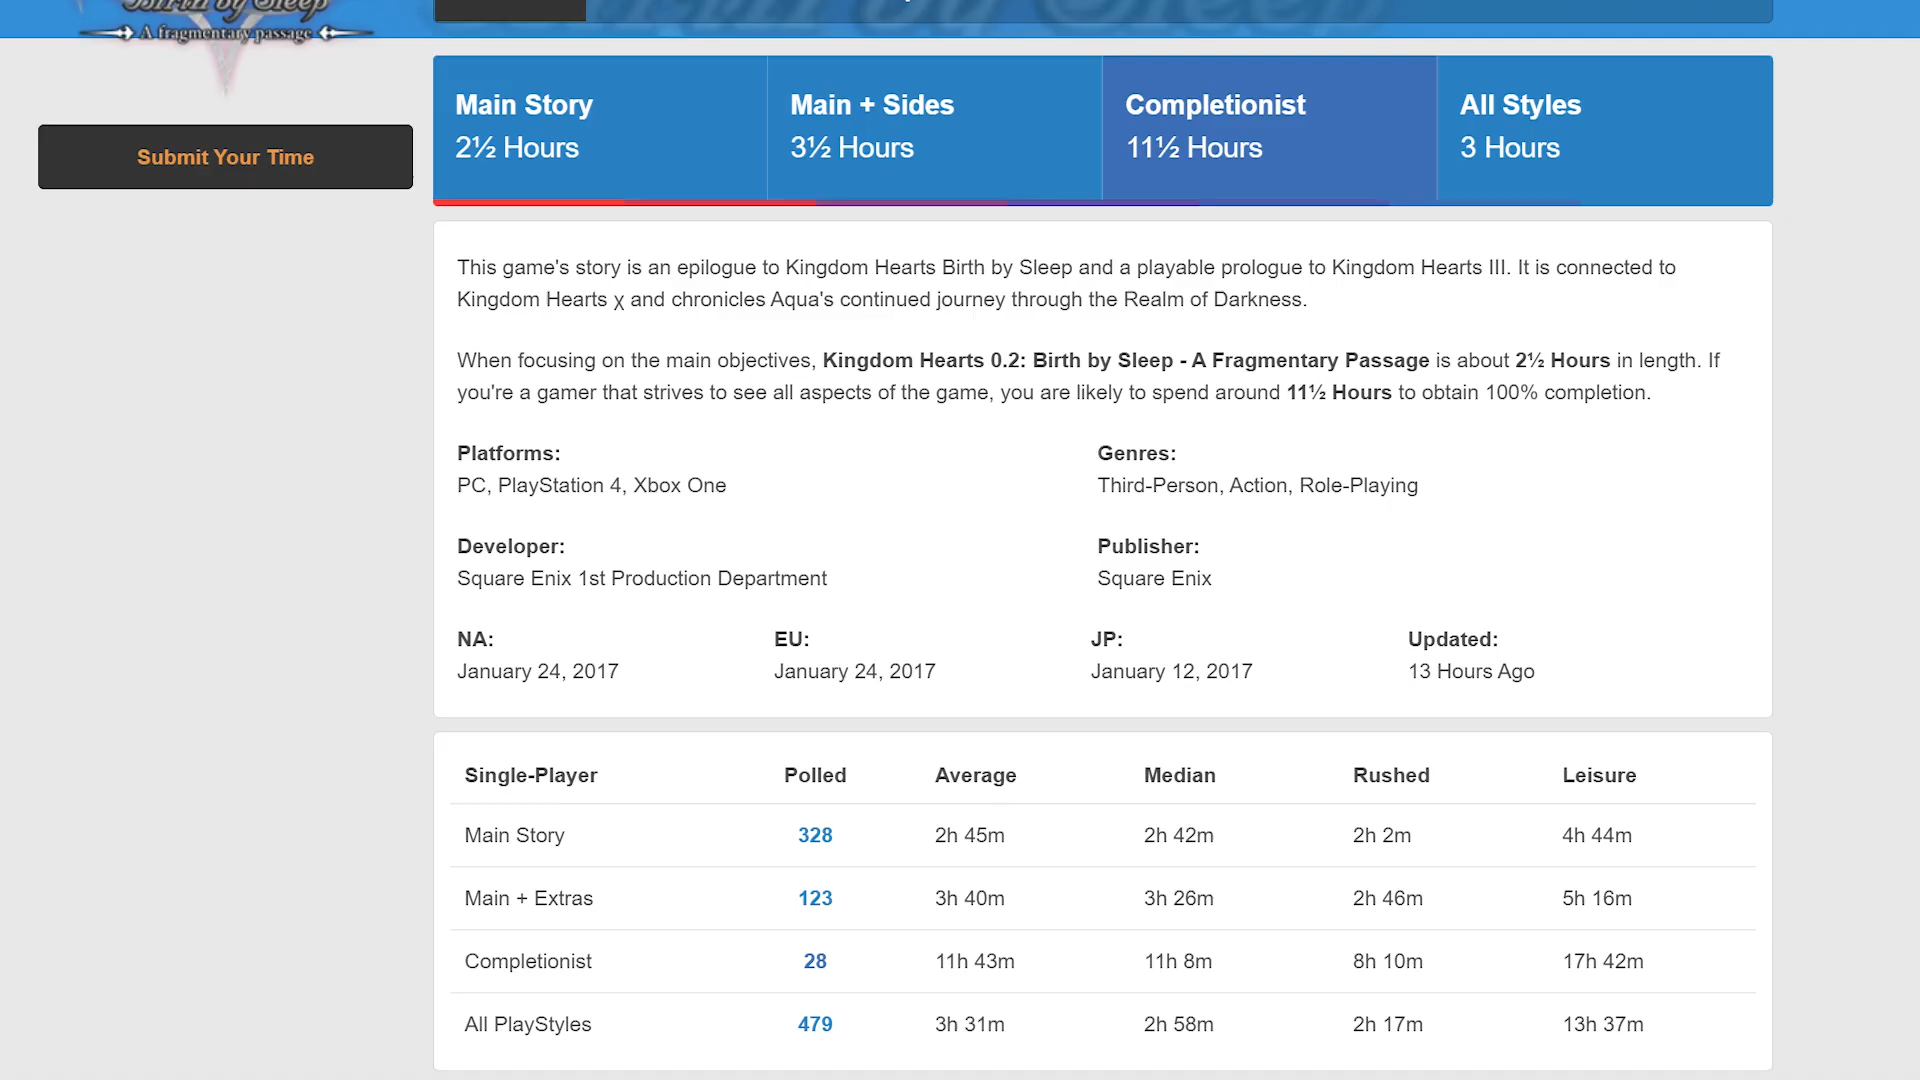 Birth by Sleep
A fragmentary passage
Submit Your Time
Main Story
2½ Hours
Main + Sides
3½ Hours
Completionist
11½ Hours
All Styles
3 Hours
This game's story is an epilogue to Kingdom Hearts Birth by Sleep and a playable prologue to Kingdom Hearts III. It is connected to
Kingdom Hearts χ and chronicles Aqua's continued journey through the Realm of Darkness.
When focusing on the main objectives, Kingdom Hearts 0.2: Birth by Sleep - A Fragmentary Passage is about 2½ Hours in length. If
you're a gamer that strives to see all aspects of the game, you are likely to spend around 11½ Hours to obtain 100% completion.
Platforms:
PC, PlayStation 4, Xbox One
Genres:
Third-Person, Action, Role-Playing
Developer:
Square Enix 1st Production Department
Publisher:
Square Enix
NA:
January 24, 2017
EU:
January 24, 2017
JP:
January 12, 2017
Updated:
13 Hours Ago
Single-Player Polled Average Median Rushed Leisure
Main Story 328 2h 45m 2h 42m 2h 2m 4h 44m
Main + Extras 123 3h 40m 3h 26m 2h 46m 5h 16m
Completionist 28 11h 43m 11h 8m 8h 10m 17h 42m
All PlayStyles 479 3h 31m 2h 58m 2h 17m 13h 37m